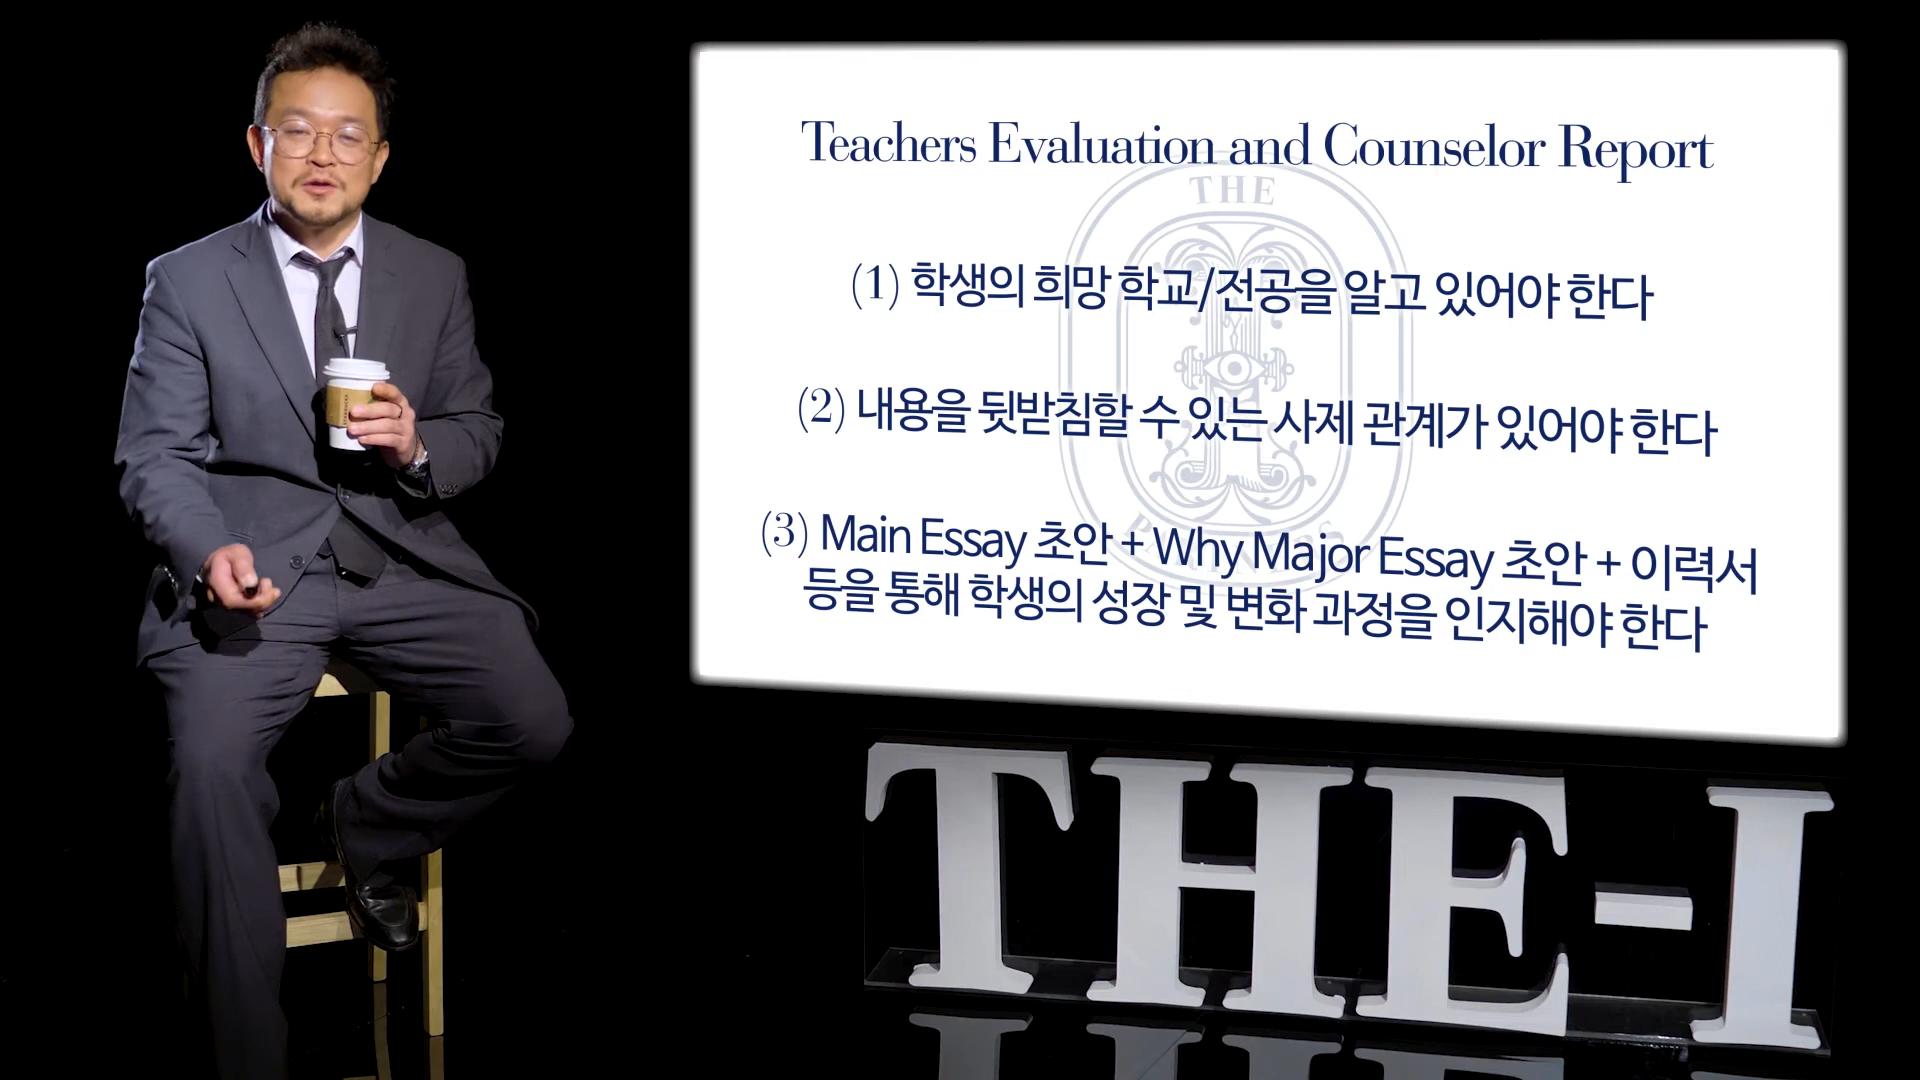 Teachers Evaluation and Counselor Report
THE
(1) 학생의 희망 학교/전공을 알고 있어야 한다
(2) 내용을 뒷받침할 수 있는 사제 관계가 있어야 한다
(3) Main Essay 초안 + Why Major Essay 초안 + 이력서
등을 통해 학생의 성장 및 변화 과정을 인지해야 한다
THE-I